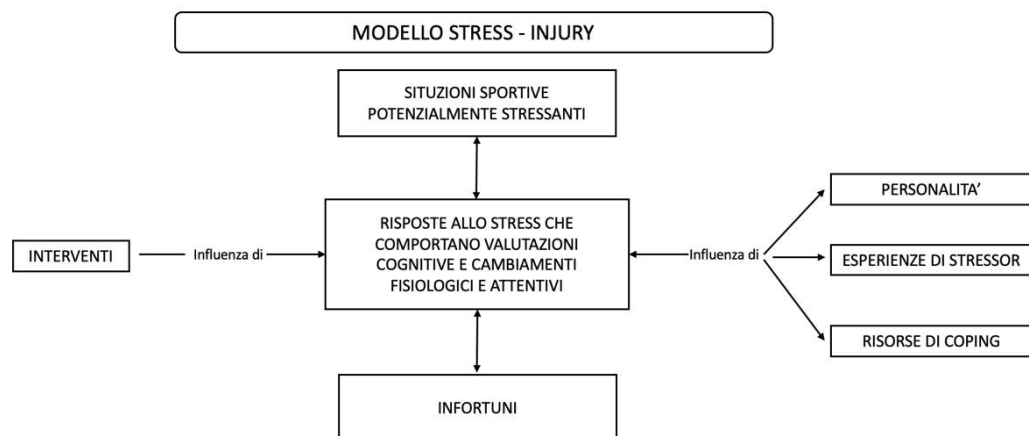 MODELLO STRESS - INJURY
SITUZIONI SPORTIVE
POTENZIALMENTE STRESSANTI
RISPOSTE ALLO STRESS CHE
COMPORTANO VALUTAZIONI
COGNITIVE E CAMBIAMENTI
FISIOLOGICI E ATTENTIVI
INTERVENTI
Influenza di
Influenza di
PERSONALITA’
ESPERIENZE DI STRESSOR
RISORSE DI COPING
INFORTUNI